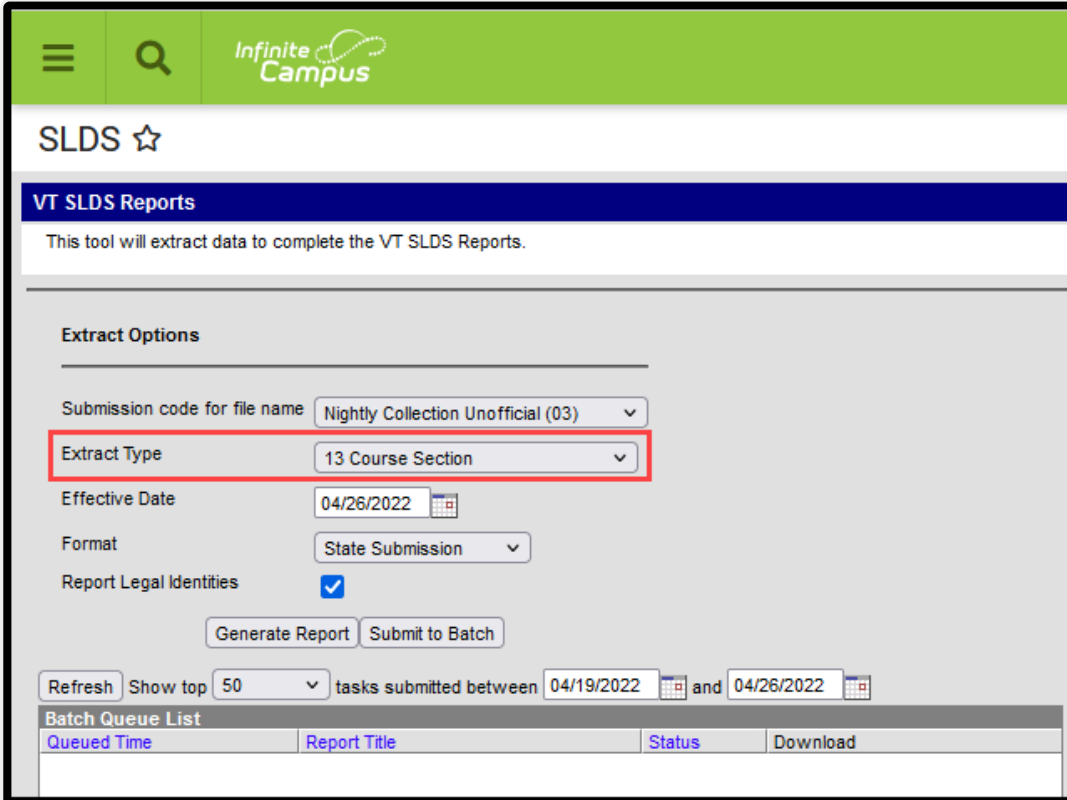 Infinite
Campus
SLDS
VT SLDS Reports
This tool will extract data to complete the VT SLDS Reports.
Extract Options
Submission code for file name Nightly Collection Unofficial (03)
Extract Type 13 Course Section
Effective Date 04/26/2022
Format State Submission
Report Legal Identities
Generate Report Submit to Batch
Refresh Show top 50 tasks submitted between 04/19/2022 and 04/26/2022
Batch Queue List
Queued Time Report Title Status Download